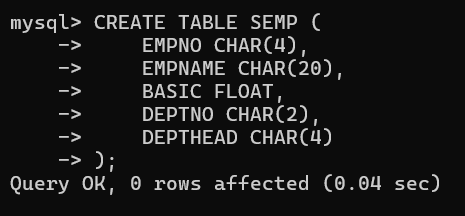 mysql> CREATE TABLE SEMP (
    ->     EMPNO CHAR(4),
    ->     EMPNAME CHAR(20),
    ->     BASIC FLOAT,
    ->     DEPTNO CHAR(2),
    ->     DEPTHEAD CHAR(4)
    -> );
Query OK, 0 rows affected (0.04 sec)